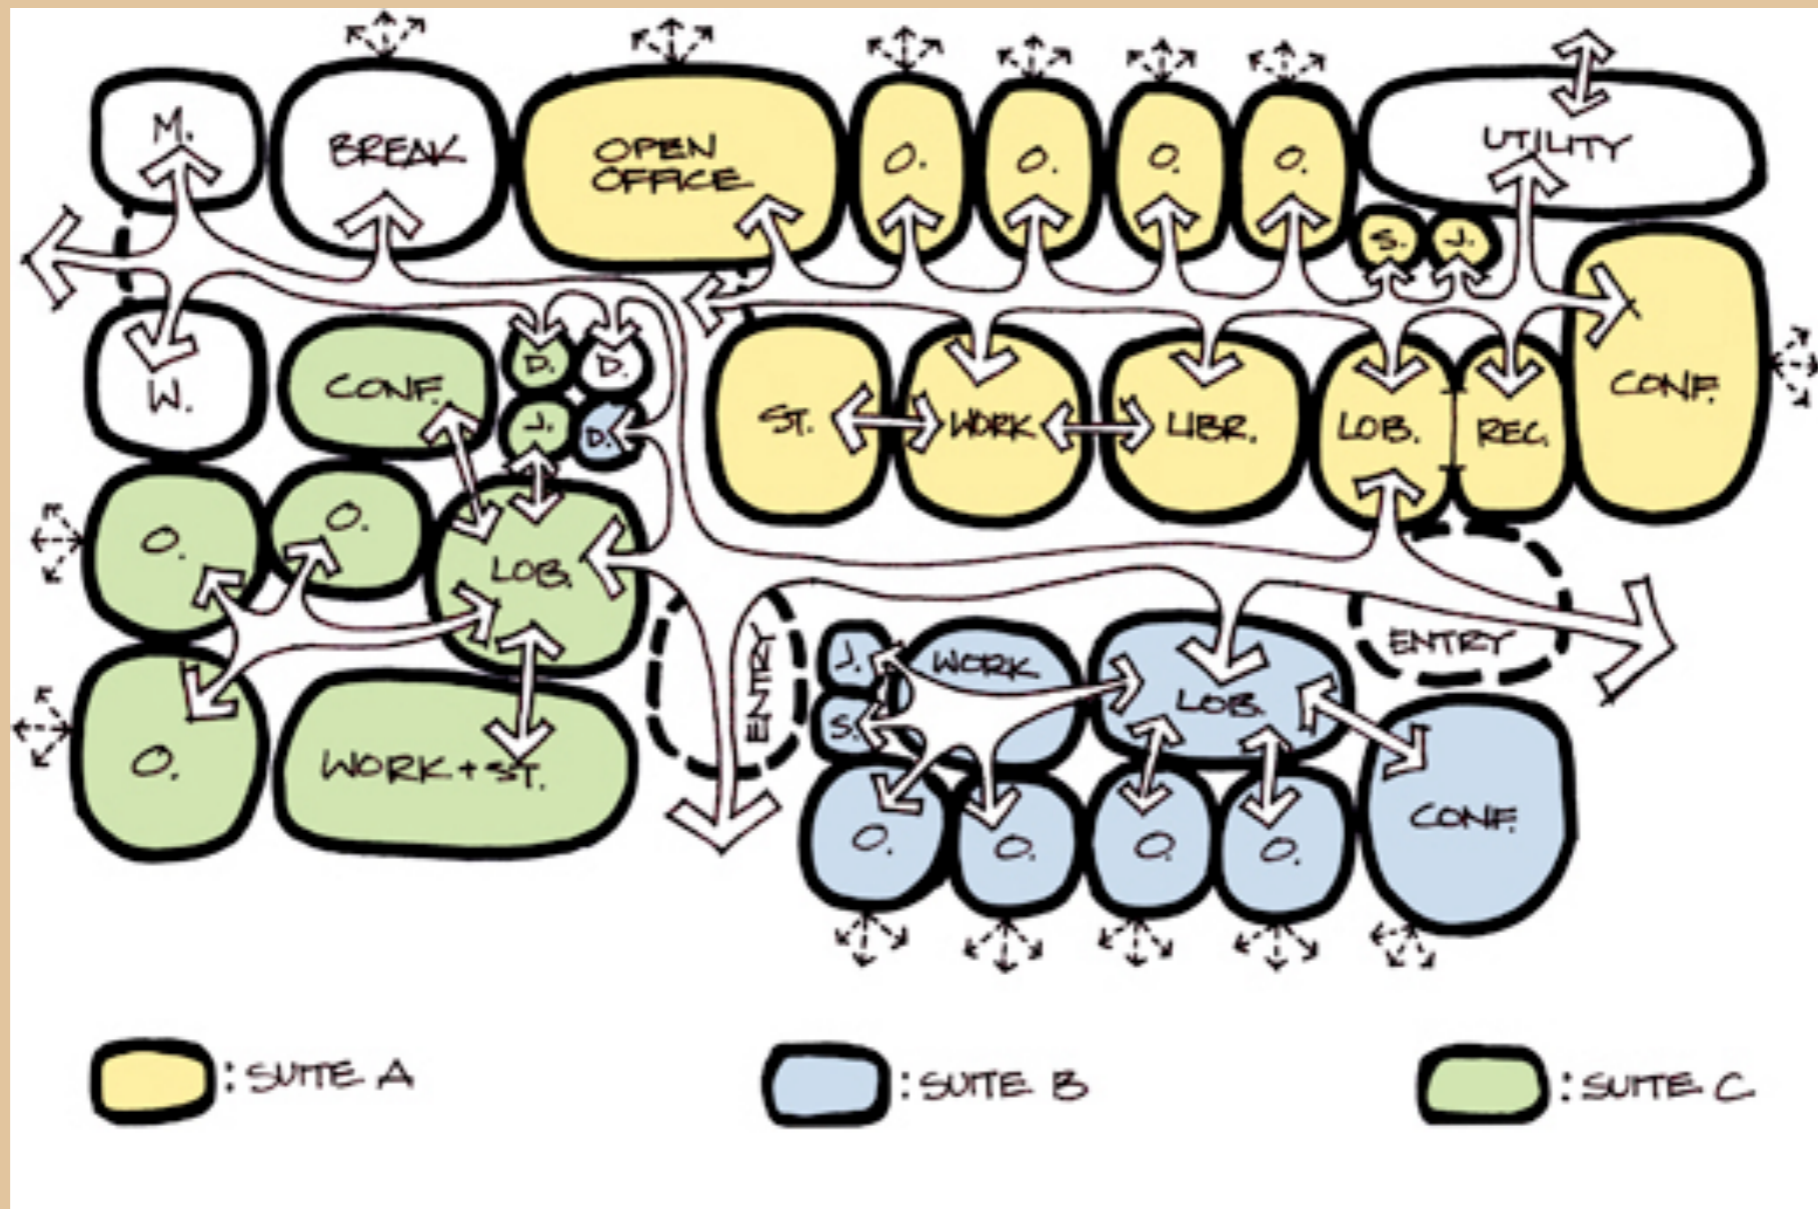 M.
BREAK
OPEN
OFFICE
O.
O.
O.
O.
UTILITY
S.
J.
W.
CONF.
D.
D.
J.
D.
ST.
WORK
LIBR.
LOB.
REC.
CONF.
O.
O.
LOB.
O.
WORK + ST.
ENTRY
J.
S.
WORK
LOB.
ENTRY
O.
O.
O.
O.
CONF.
: SUITE A
: SUITE B
: SUITE C